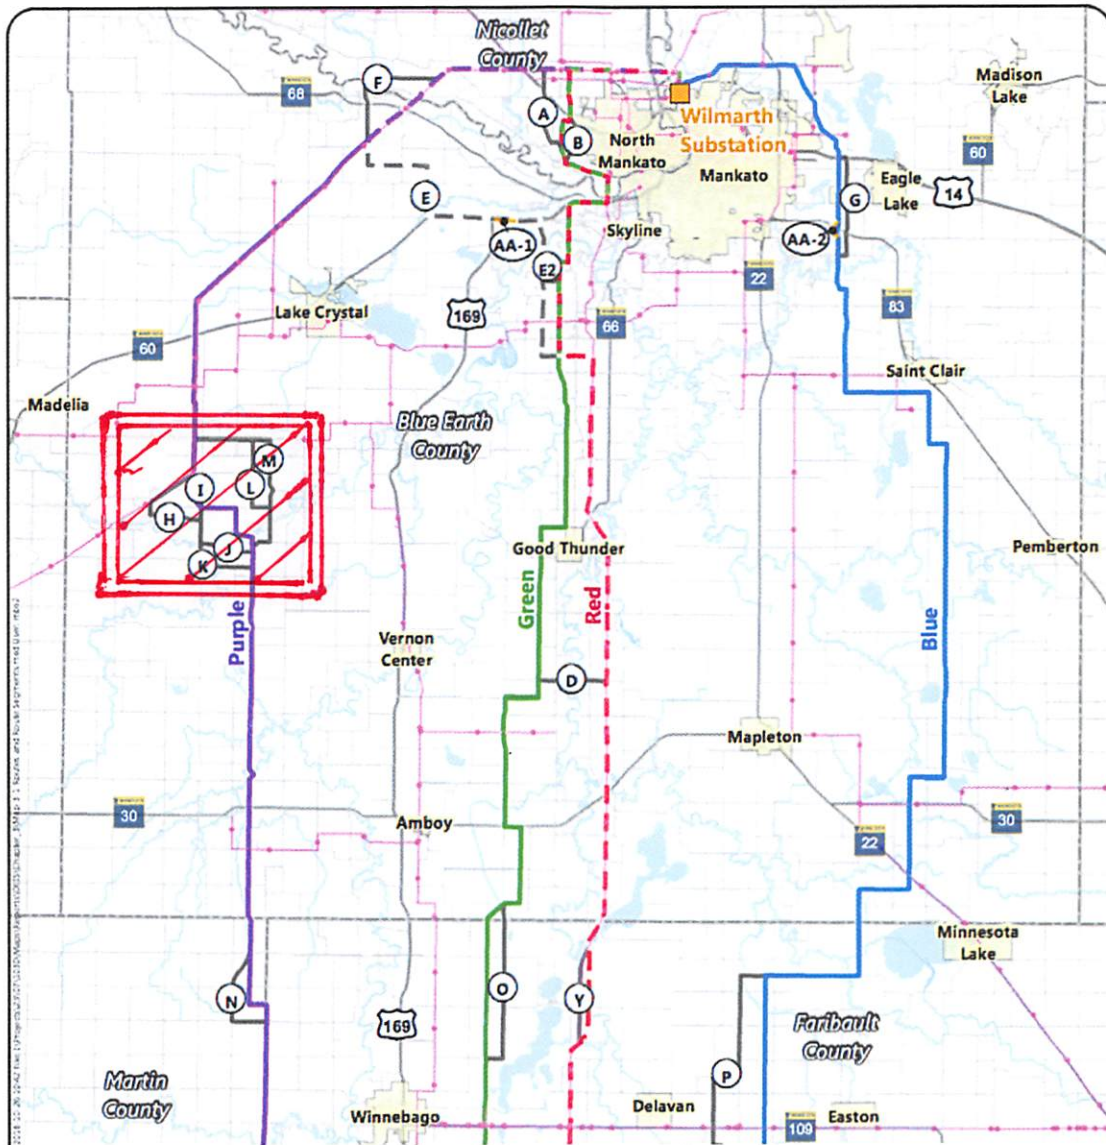 Nicollet
County
Madison
Lake
F
68
A
Wilmarth
Substation
B
North
Mankato
Mankato
60
Eagle
Lake
14
E
G
Skyline
AA-1
AA-2
E2
22
Lake Crystal
169
66
83
60
Saint Clair
Madelia
Blue Earth
County
M
I
L
H
Good Thunder
Pemberton
J
K
Green
Red
Purple
Blue
Vernon
Center
D
Mapleton
30
Amboy
30
22
Minnesota
Lake
N
O
Y
169
Faribault
County
Martin
County
P
Winnebago
Delavan
Easton
109